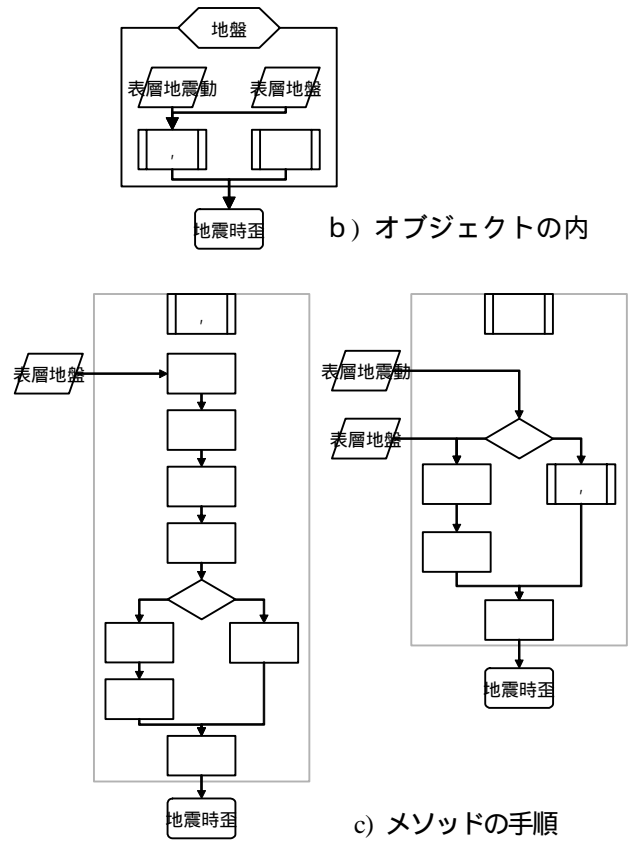 地盤
表層地震動
表層地盤
,
地震時歪
b) オブジェクトの内
,
表層地盤
表層地震動
表層地盤
,
地震時歪
地震時歪
c) メソッドの手順